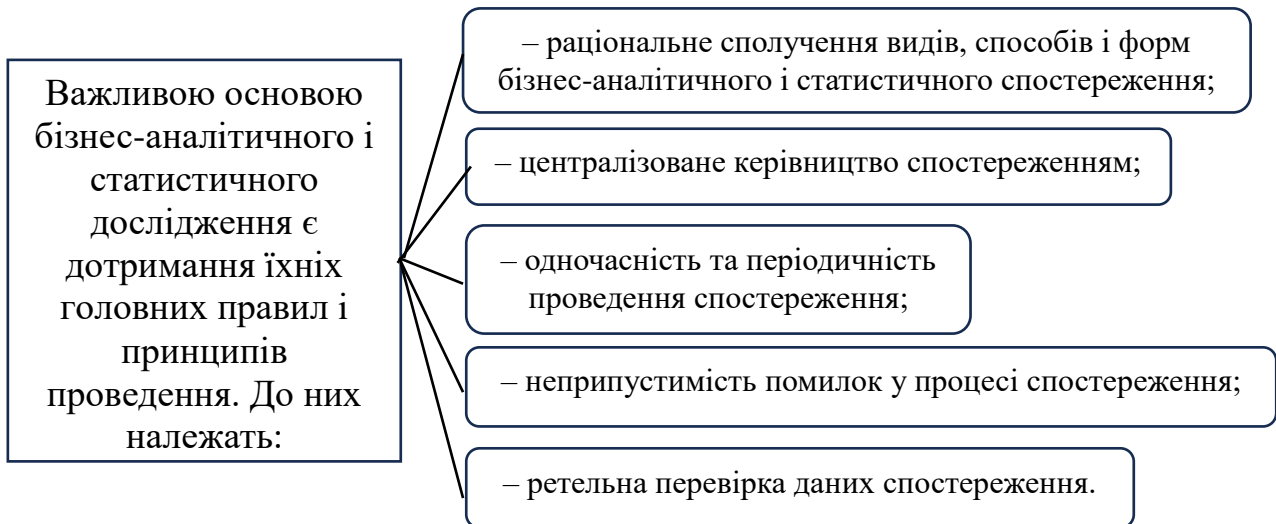 Важливою основою
бізнес-аналітичного і
статистичного
дослідження є
дотримання їхніх
головних правил і
принципів
проведення. До них
належать:
– раціональне сполучення видів, способів і форм
бізнес-аналітичного і статистичного спостереження;
– централізоване керівництво спостереженням;
– одночасність та періодичність
проведення спостереження;
– неприпустимість помилок у процесі спостереження;
– ретельна перевірка даних спостереження.